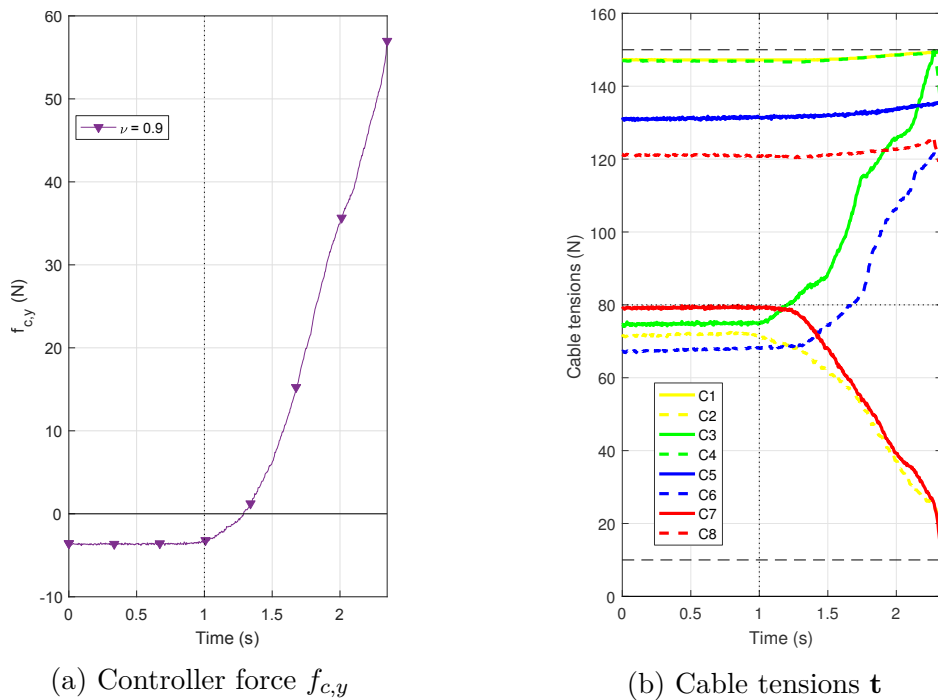 60
50
40
30
20
10
0
-10
0
0.5
1
1.5
2
Time (s)
f_{c,y} (N)
ν = 0.9
(a) Controller force f_{c,y}
160
140
120
100
80
60
40
20
0
0
0.5
1
1.5
2
Time (s)
Cable tensions (N)
C1
C2
C3
C4
C5
C6
C7
C8
(b) Cable tensions t